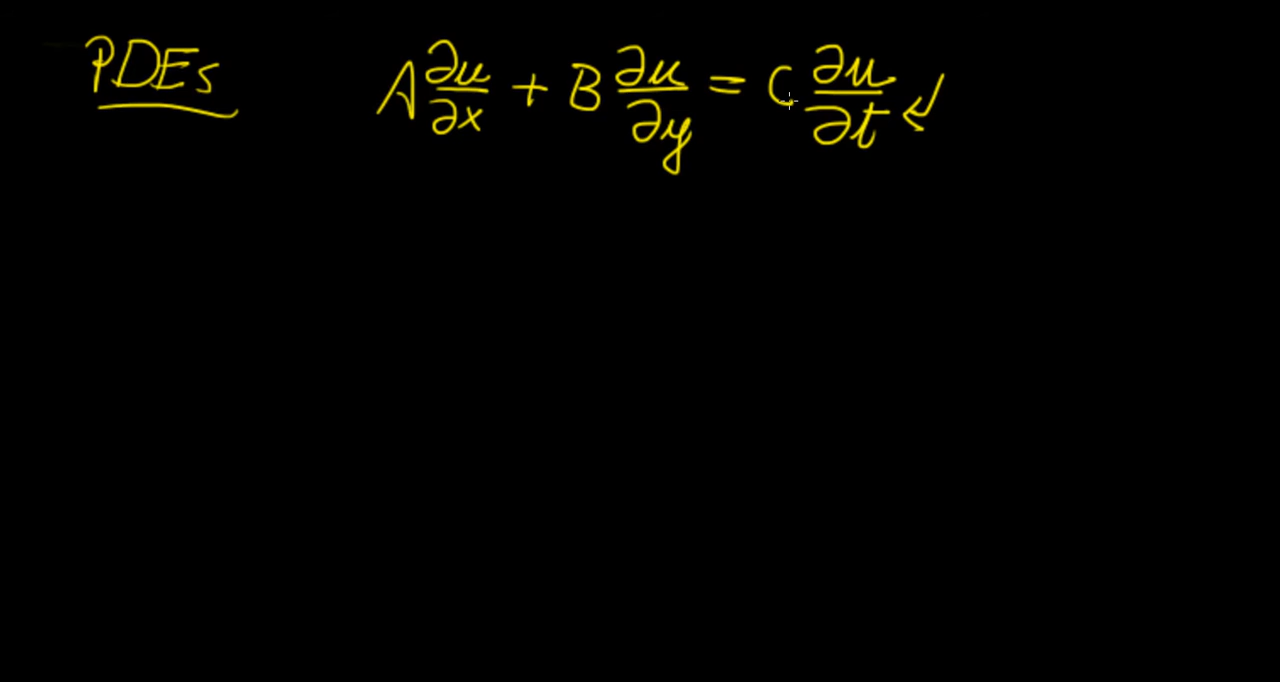 PDEs
A ∂u/∂x + B ∂u/∂y = C ∂u/∂t